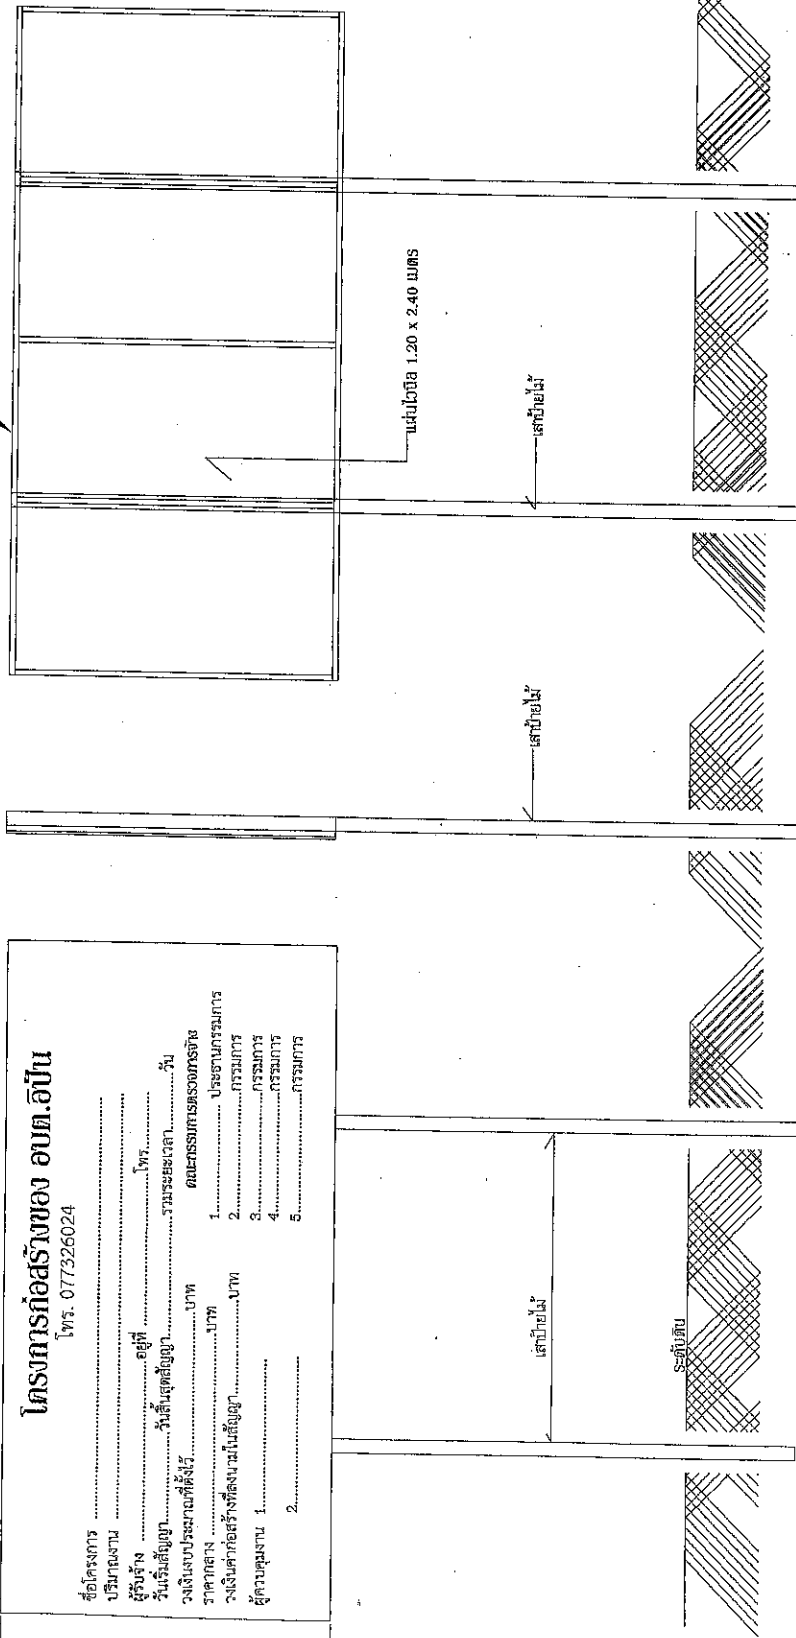 โครงการก่อสร้างของ อบต.อิปัน
โทร. 077326024
ชื่อโครงการ ................................................................
ปริมาณงาน ................................................................
ผู้รับจ้าง ........................อยู่ที่ ........................โทร............
วันเริ่มสัญญา....................วันสิ้นสุดสัญญา....................รวมระยะเวลา............วัน
วงเงินงบประมาณที่ตั้งไว้........................บาท
ราคากลาง ........................บาท
วงเงินค่าก่อสร้างที่ลงนามในสัญญา....................บาท
ผู้ควบคุมงาน 1........................
2........................
คณะกรรมการตรวจการจ้าง
1................ ประธานกรรมการ
2....................กรรมการ
3....................กรรมการ
4....................กรรมการ
5....................กรรมการ
เสาป้ายไม้
ระดับดิน
เสาป้ายไม้
แผ่นไวนิล 1.20 x 2.40 เมตร
เสาป้ายไม้